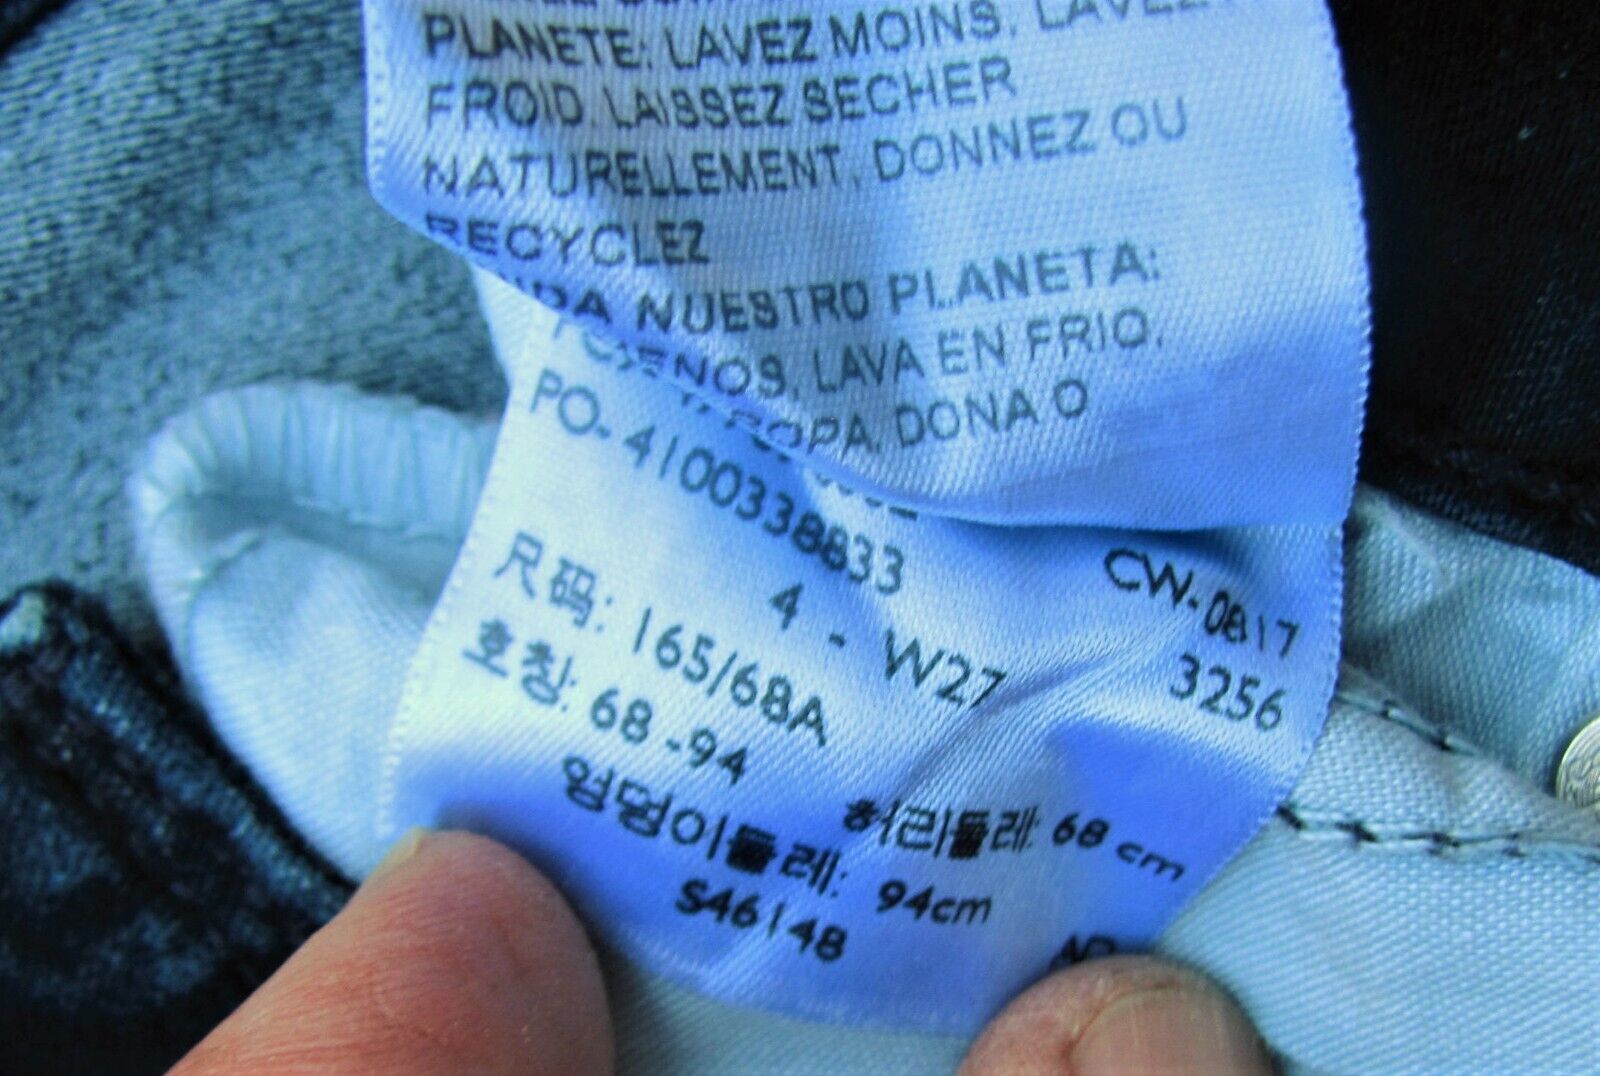 PLANETE: LAVEZ MOINS, LAVEZ
FROID, LAISSEZ SECHER
NATURELLEMENT, DONNEZ OU
RECYCLEZ
NUESTRO PLANETA:
LAVA EN FRIO,
ROPA, DONA O
PO-4100338833
CW-0817
4 - W27
3256
尺码: 165/68A
호칭: 68-94
허리둘레: 68 cm
엉덩이둘레: 94cm
S46148